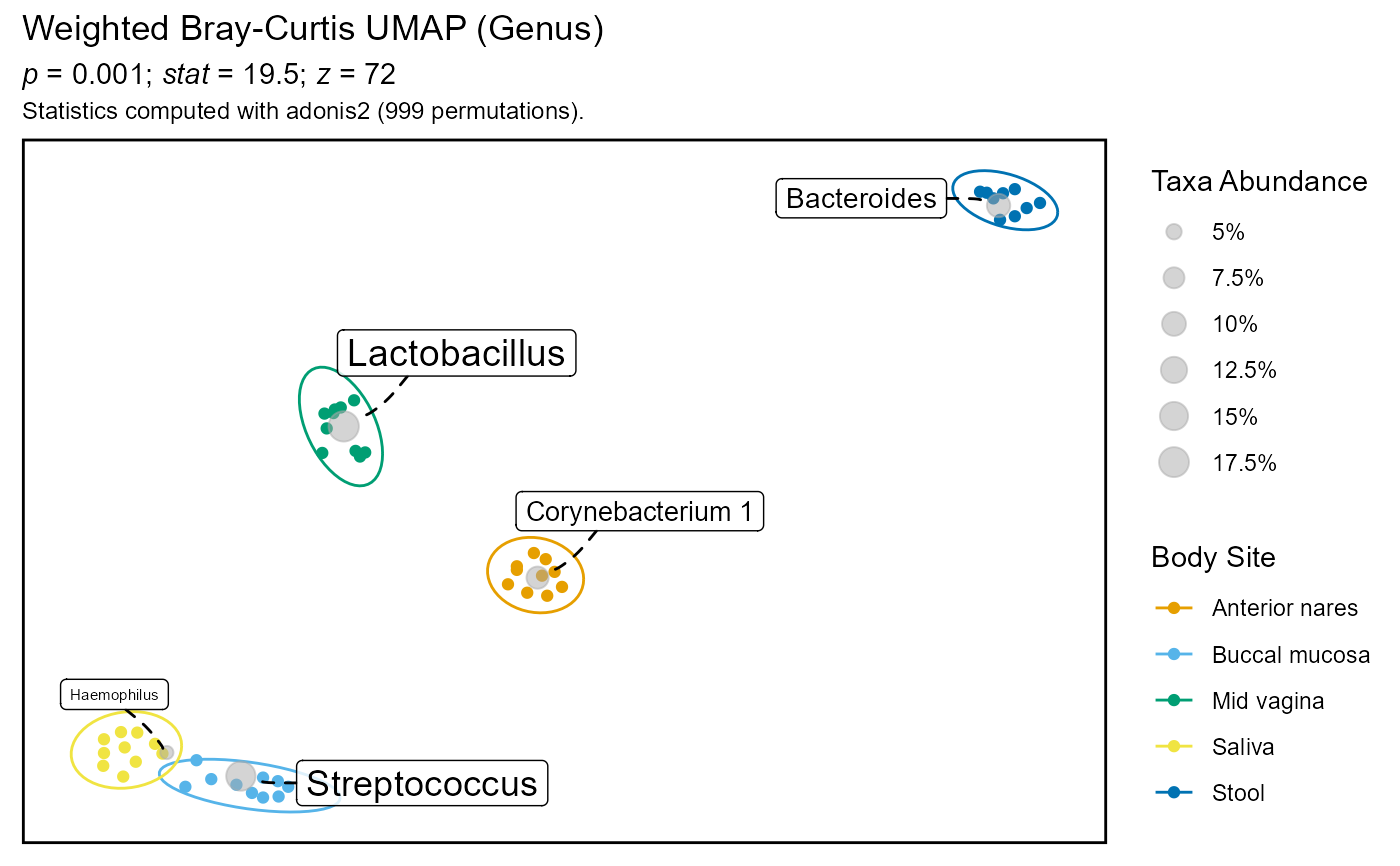 Weighted Bray-Curtis UMAP (Genus)
p = 0.001; stat = 19.5; z = 72
Statistics computed with adonis2 (999 permutations).
Bacteroides
Lactobacillus
Corynebacterium 1
Haemophilus
Streptococcus
Taxa Abundance
5%
7.5%
10%
12.5%
15%
17.5%
Body Site
Anterior nares
Buccal mucosa
Mid vagina
Saliva
Stool